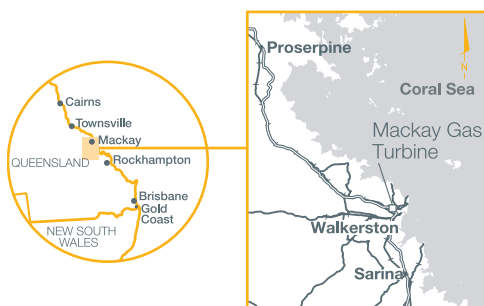 Cairns
Townsville
Mackay
QUEENSLAND
Rockhampton
Brisbane
Gold
Coast
NEW SOUTH
WALES
Proserpine
N
Coral Sea
Mackay Gas
Turbine
Walkerston
Sarina